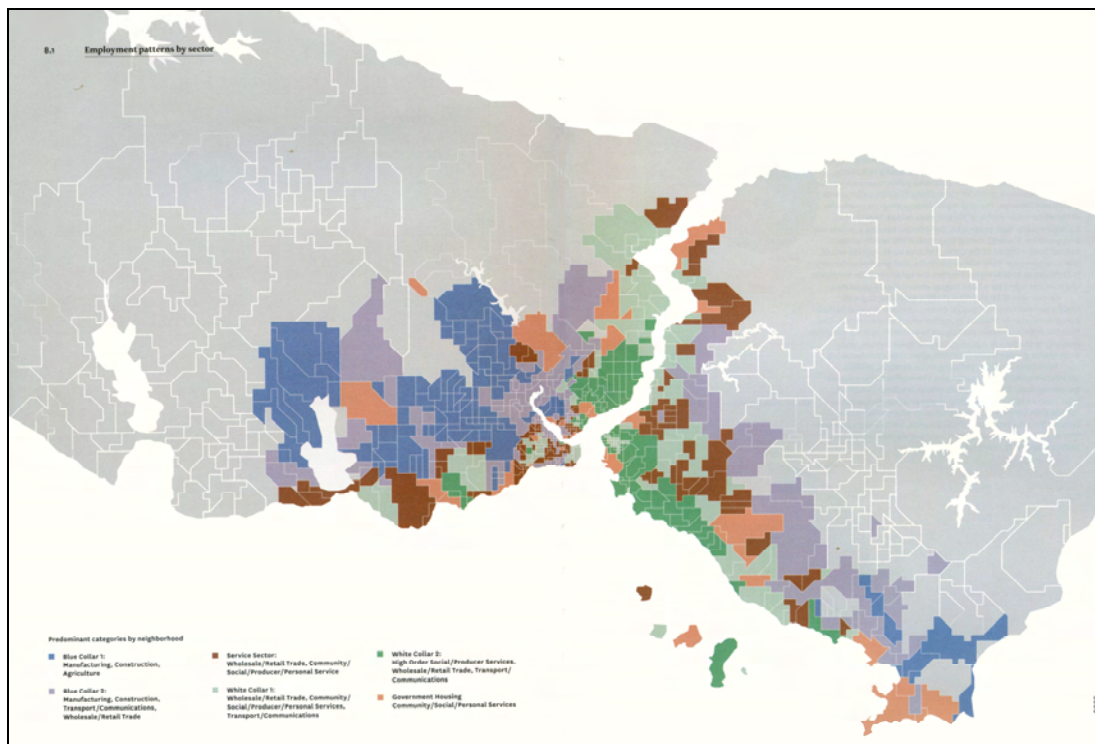 B.1 Employment patterns by sector
Predominant categories by neighborhood
Blue Collar 1:
Manufacturing, Construction,
Agriculture
Blue Collar 2:
Manufacturing, Construction,
Transport/Communications,
Wholesale/Retail Trade
Service Sector:
Wholesale/Retail Trade, Community/
Social/Producer/Personal Service
White Collar 1:
Wholesale/Retail Trade, Community/
Social/Producer/Personal Services,
Transport/Communications
White Collar 2:
High Order Social/Producer Services,
Wholesale/Retail Trade, Transport/
Communications
Government Housing
Community/Social/Personal Services